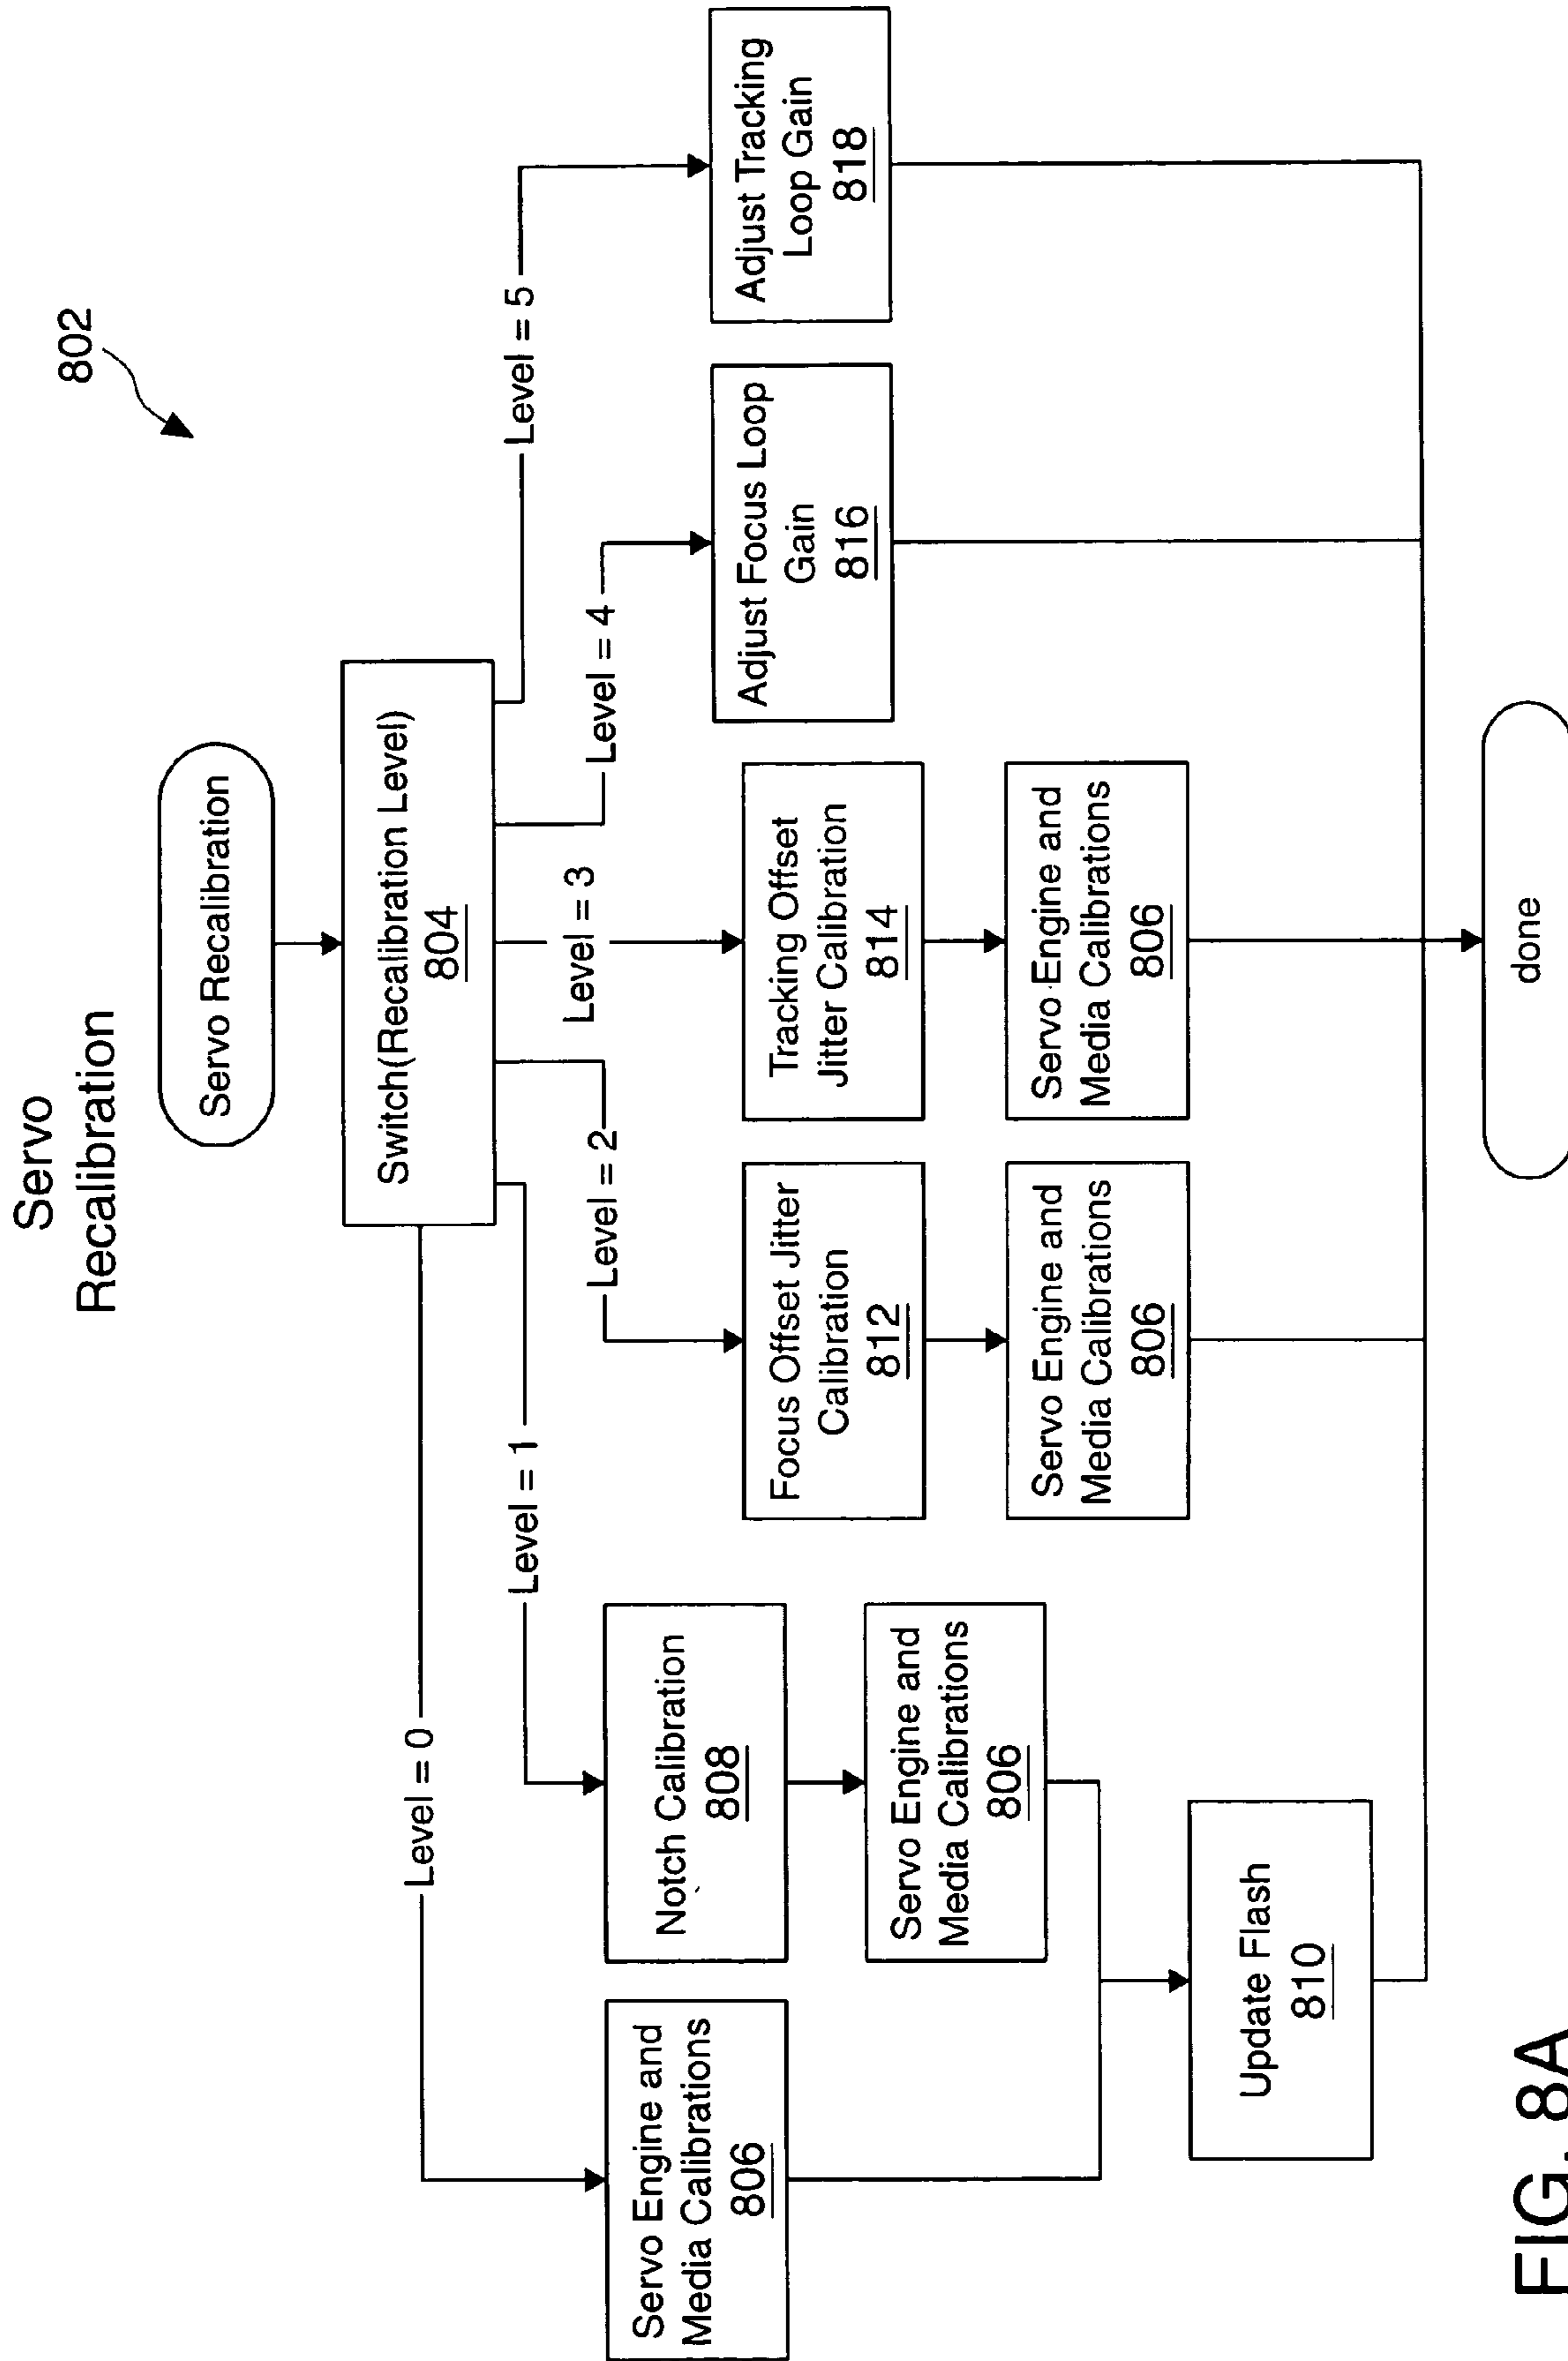 Servo
Recalibration
802
Servo Recalibration
Switch(Recalibration Level)
804
Level = 0
Level = 1
Level = 2
Level = 3
Level = 4
Level = 5
Servo Engine and
Media Calibrations
806
Notch Calibration
808
Servo Engine and
Media Calibrations
806
Update Flash
810
Focus Offset Jitter
Calibration
812
Servo Engine and
Media Calibrations
806
Tracking Offset
Jitter Calibration
814
Servo Engine and
Media Calibrations
806
Adjust Focus Loop
Gain
816
Adjust Tracking
Loop Gain
818
done
FIG. 8A